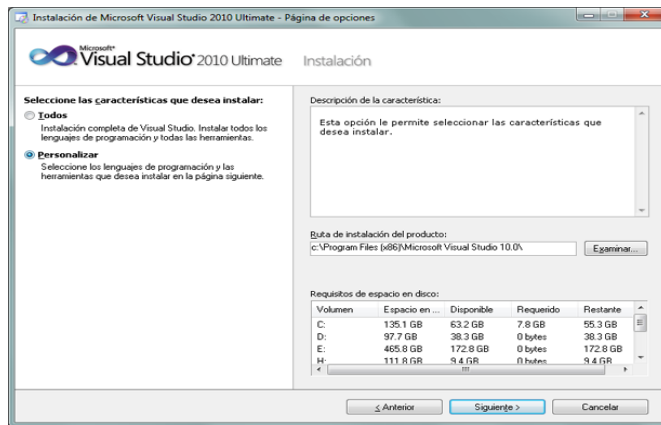 Instalación de Microsoft Visual Studio 2010 Ultimate - Página de opciones
Microsoft
Visual Studio 2010 Ultimate Instalación
Seleccione las características que desea instalar:
Todos
Instalación completa de Visual Studio. Instalar todos los
lenguajes de programación y todas las herramientas.
Personalizar
Seleccione los lenguajes de programación y las
herramientas que desea instalar en la página siguiente.
Descripción de la característica:
Esta opción le permite seleccionar las características que
desea instalar.
Ruta de instalación del producto:
c:\Program Files (x86)\Microsoft Visual Studio 10.0\ Examinar...
Requisitos de espacio en disco:
Volumen Espacio en ... Disponible Requerido Restante
C: 135.1 GB 63.2 GB 7.8 GB 55.3 GB
D: 97.7 GB 38.3 GB 0 bytes 38.3 GB
E: 465.8 GB 172.8 GB 0 bytes 172.8 GB
H: 111.8 GB 9.4 GB 0 bytes 9.4 GB
< Anterior Siguiente > Cancelar